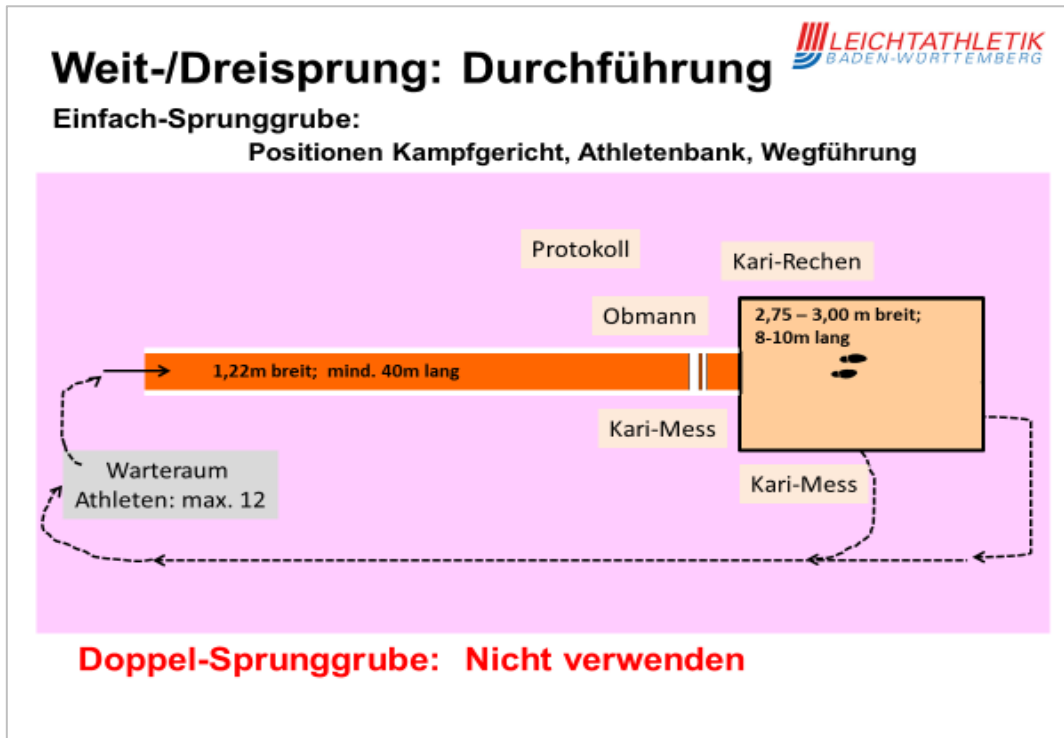 LEICHTATHLETIK
BADEN-WÜRTTEMBERG
Weit-/Dreisprung: Durchführung
Einfach-Sprunggrube:
Positionen Kampfgericht, Athletenbank, Wegführung
Protokoll
Kari-Rechen
Obmann
2,75 – 3,00 m breit;
8-10m lang
1,22m breit; mind. 40m lang
Kari-Mess
Warteraum
Athleten: max. 12
Kari-Mess
Doppel-Sprunggrube: Nicht verwenden